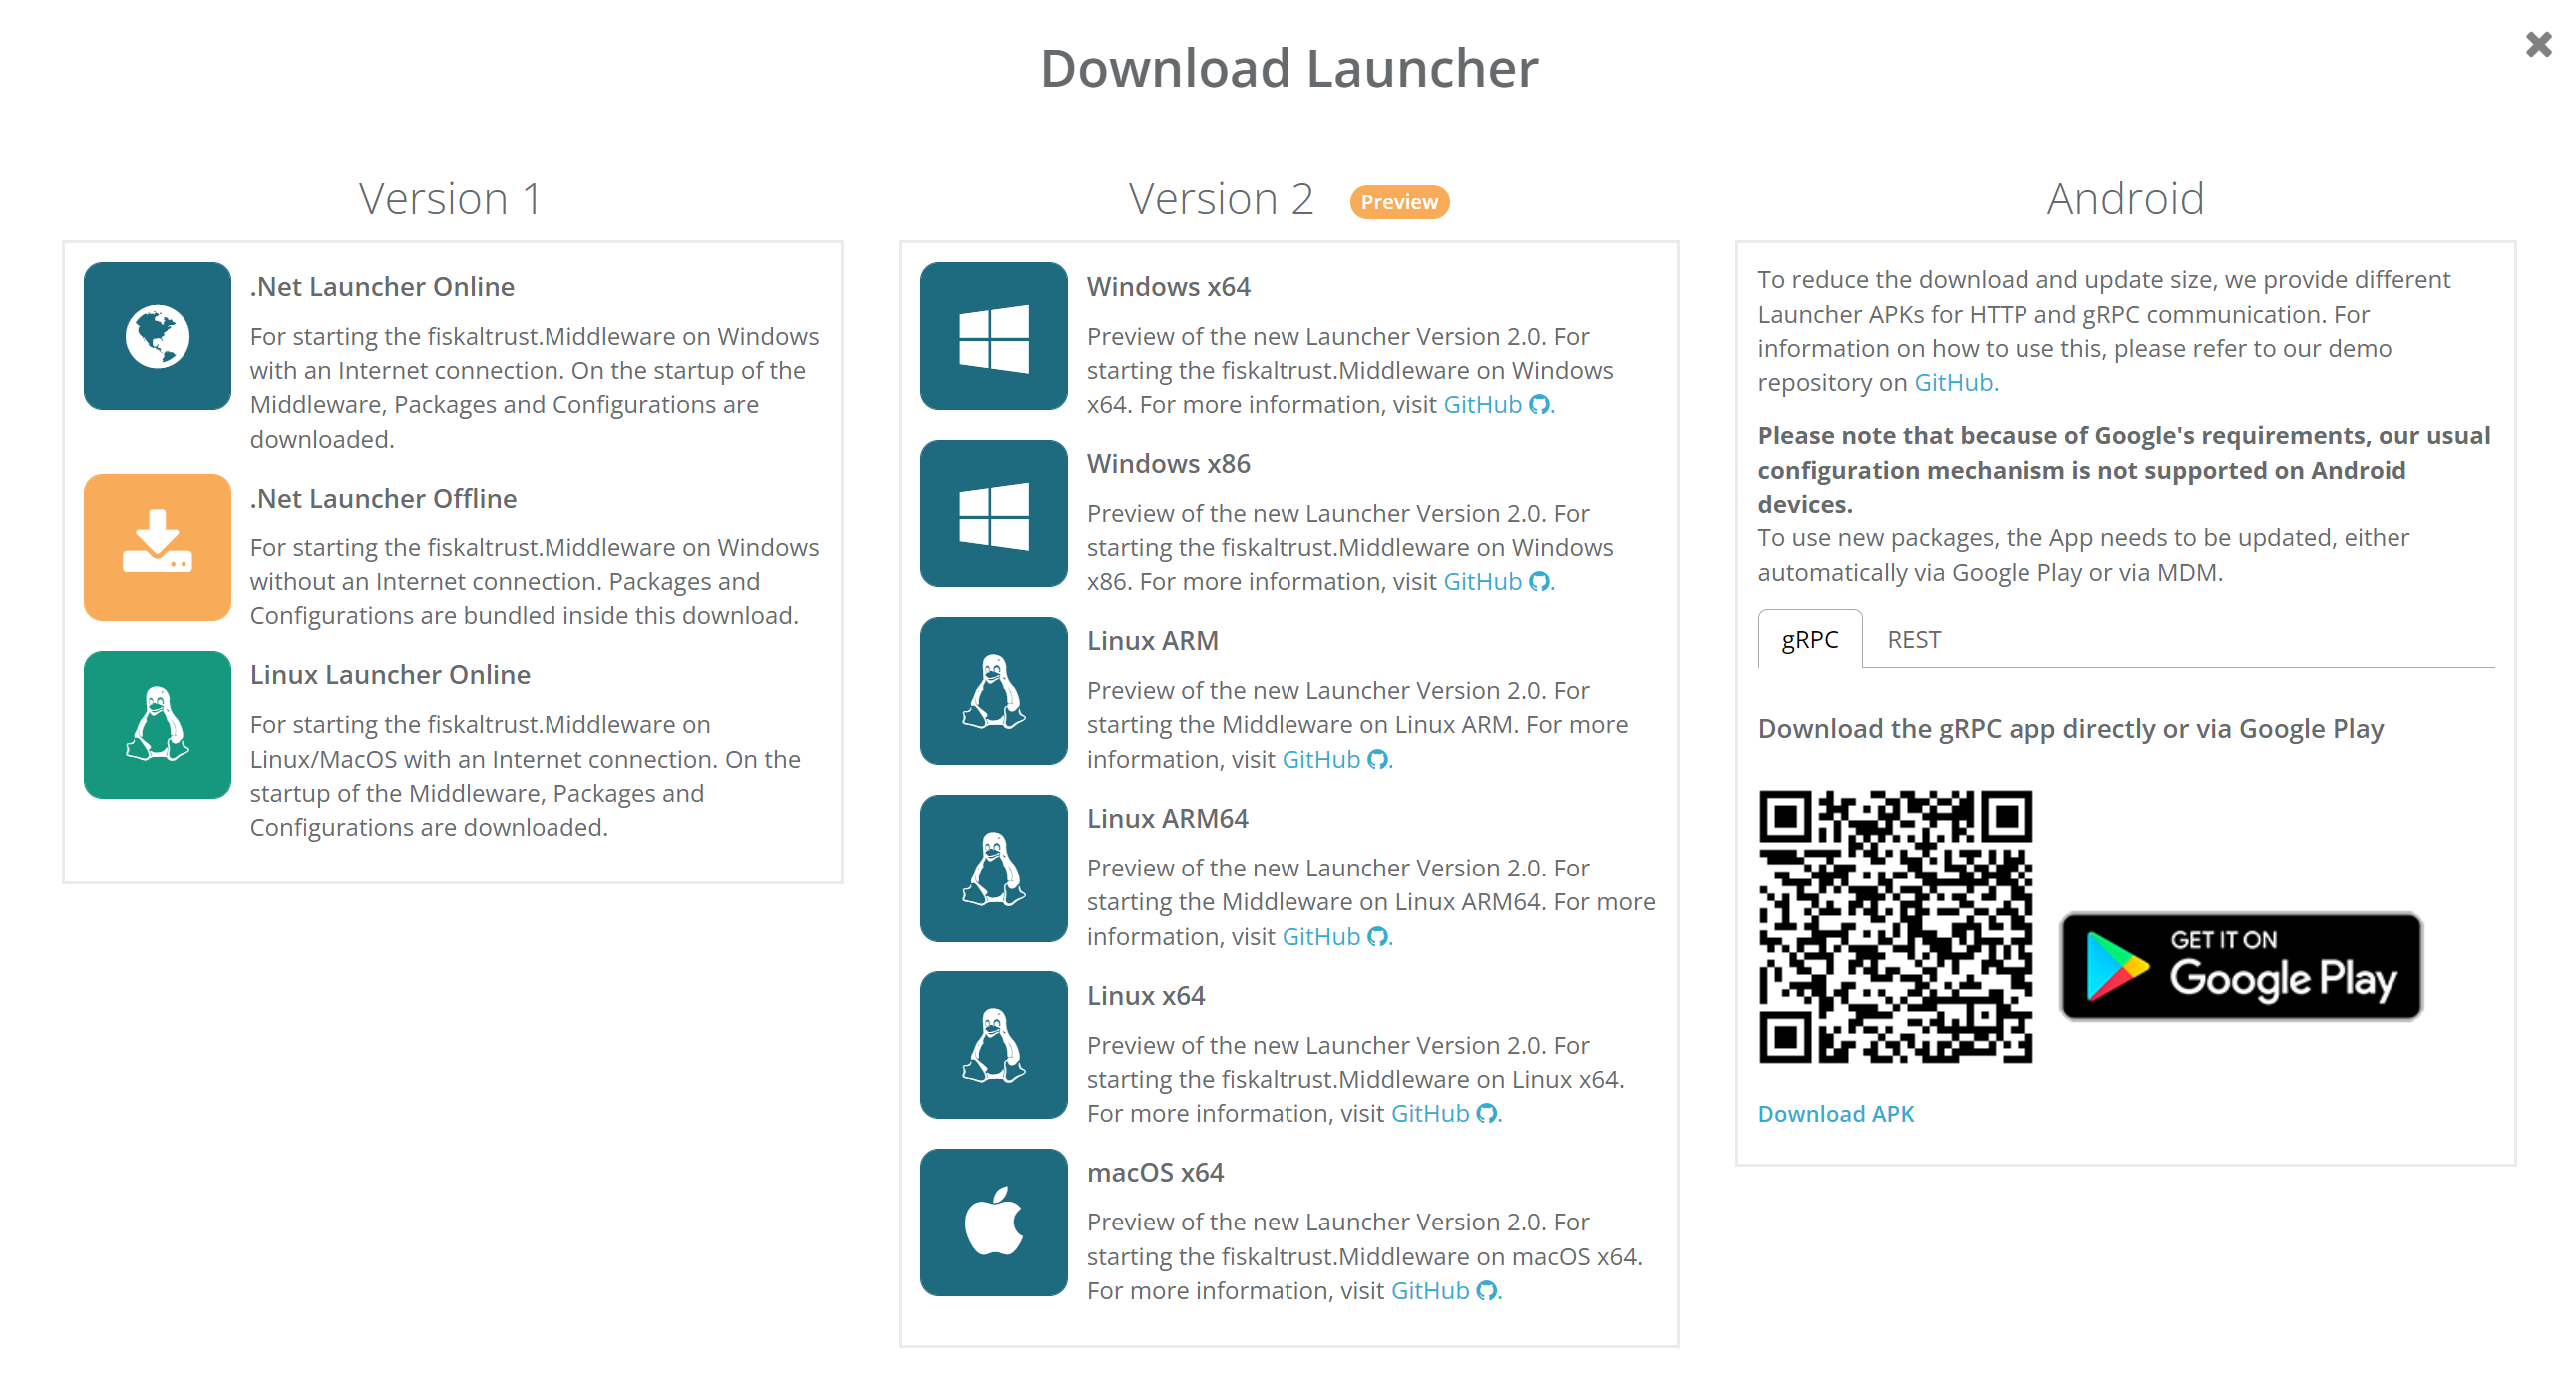 Download Launcher
Version 1
.Net Launcher Online
For starting the fiskaltrust.Middleware on Windows
with an Internet connection. On the startup of the
Middleware, Packages and Configurations are
downloaded.
.Net Launcher Offline
For starting the fiskaltrust.Middleware on Windows
without an Internet connection. Packages and
Configurations are bundled inside this download.
Linux Launcher Online
For starting the fiskaltrust.Middleware on
Linux/MacOS with an Internet connection. On the
startup of the Middleware, Packages and
Configurations are downloaded.
Version 2 Preview
Windows x64
Preview of the new Launcher Version 2.0. For
starting the fiskaltrust.Middleware on Windows
x64. For more information, visit GitHub .
Windows x86
Preview of the new Launcher Version 2.0. For
starting the fiskaltrust.Middleware on Windows
x86. For more information, visit GitHub .
Linux ARM
Preview of the new Launcher Version 2.0. For
starting the Middleware on Linux ARM. For more
information, visit GitHub .
Linux ARM64
Preview of the new Launcher Version 2.0. For
starting the Middleware on Linux ARM64. For more
information, visit GitHub .
Linux x64
Preview of the new Launcher Version 2.0. For
starting the fiskaltrust.Middleware on Linux x64.
For more information, visit GitHub .
macOS x64
Preview of the new Launcher Version 2.0. For
starting the fiskaltrust.Middleware on macOS x64.
For more information, visit GitHub .
Android
To reduce the download and update size, we provide different
Launcher APKs for HTTP and gRPC communication. For
information on how to use this, please refer to our demo
repository on GitHub.
Please note that because of Google's requirements, our usual
configuration mechanism is not supported on Android
devices.
To use new packages, the App needs to be updated, either
automatically via Google Play or via MDM.
gRPC REST
Download the gRPC app directly or via Google Play
GET IT ON
Google Play
Download APK